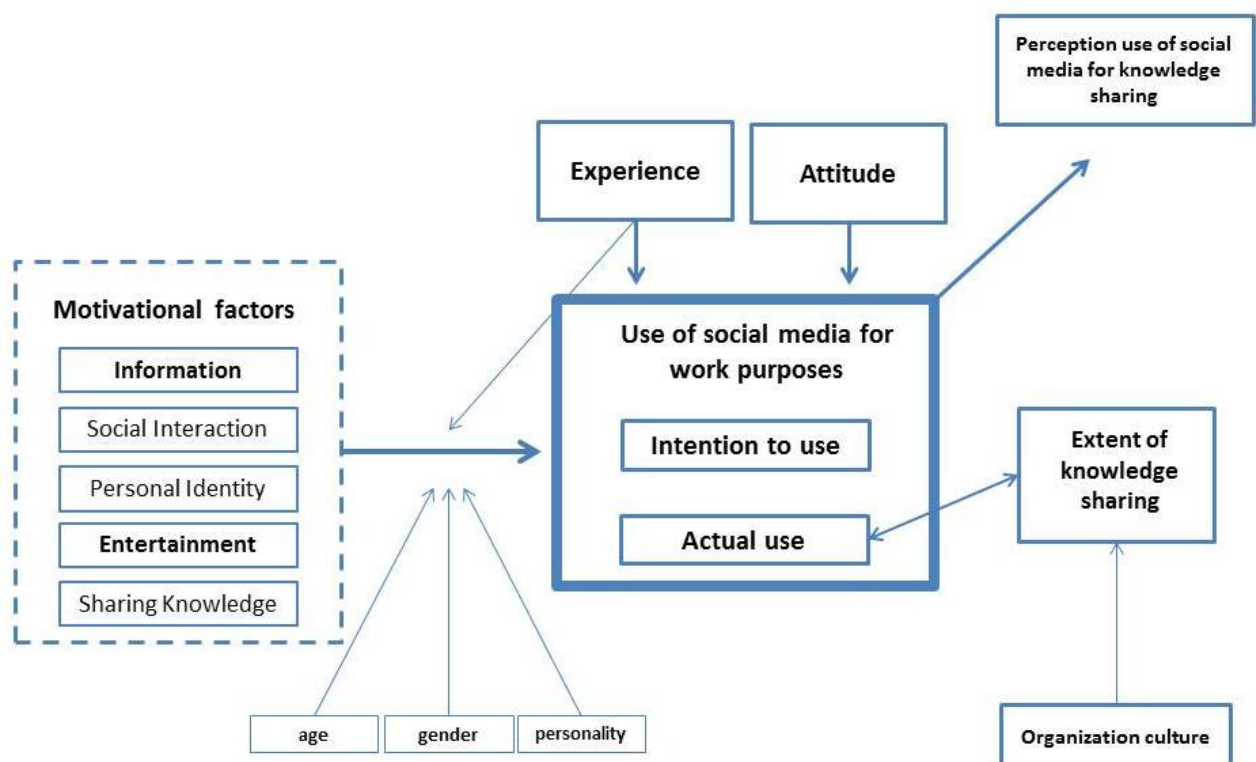 Perception use of social
media for knowledge
sharing
Experience
Attitude
Motivational factors
Information
Social Interaction
Personal Identity
Entertainment
Sharing Knowledge
Use of social media for
work purposes
Intention to use
Actual use
Extent of
knowledge
sharing
age
gender
personality
Organization culture